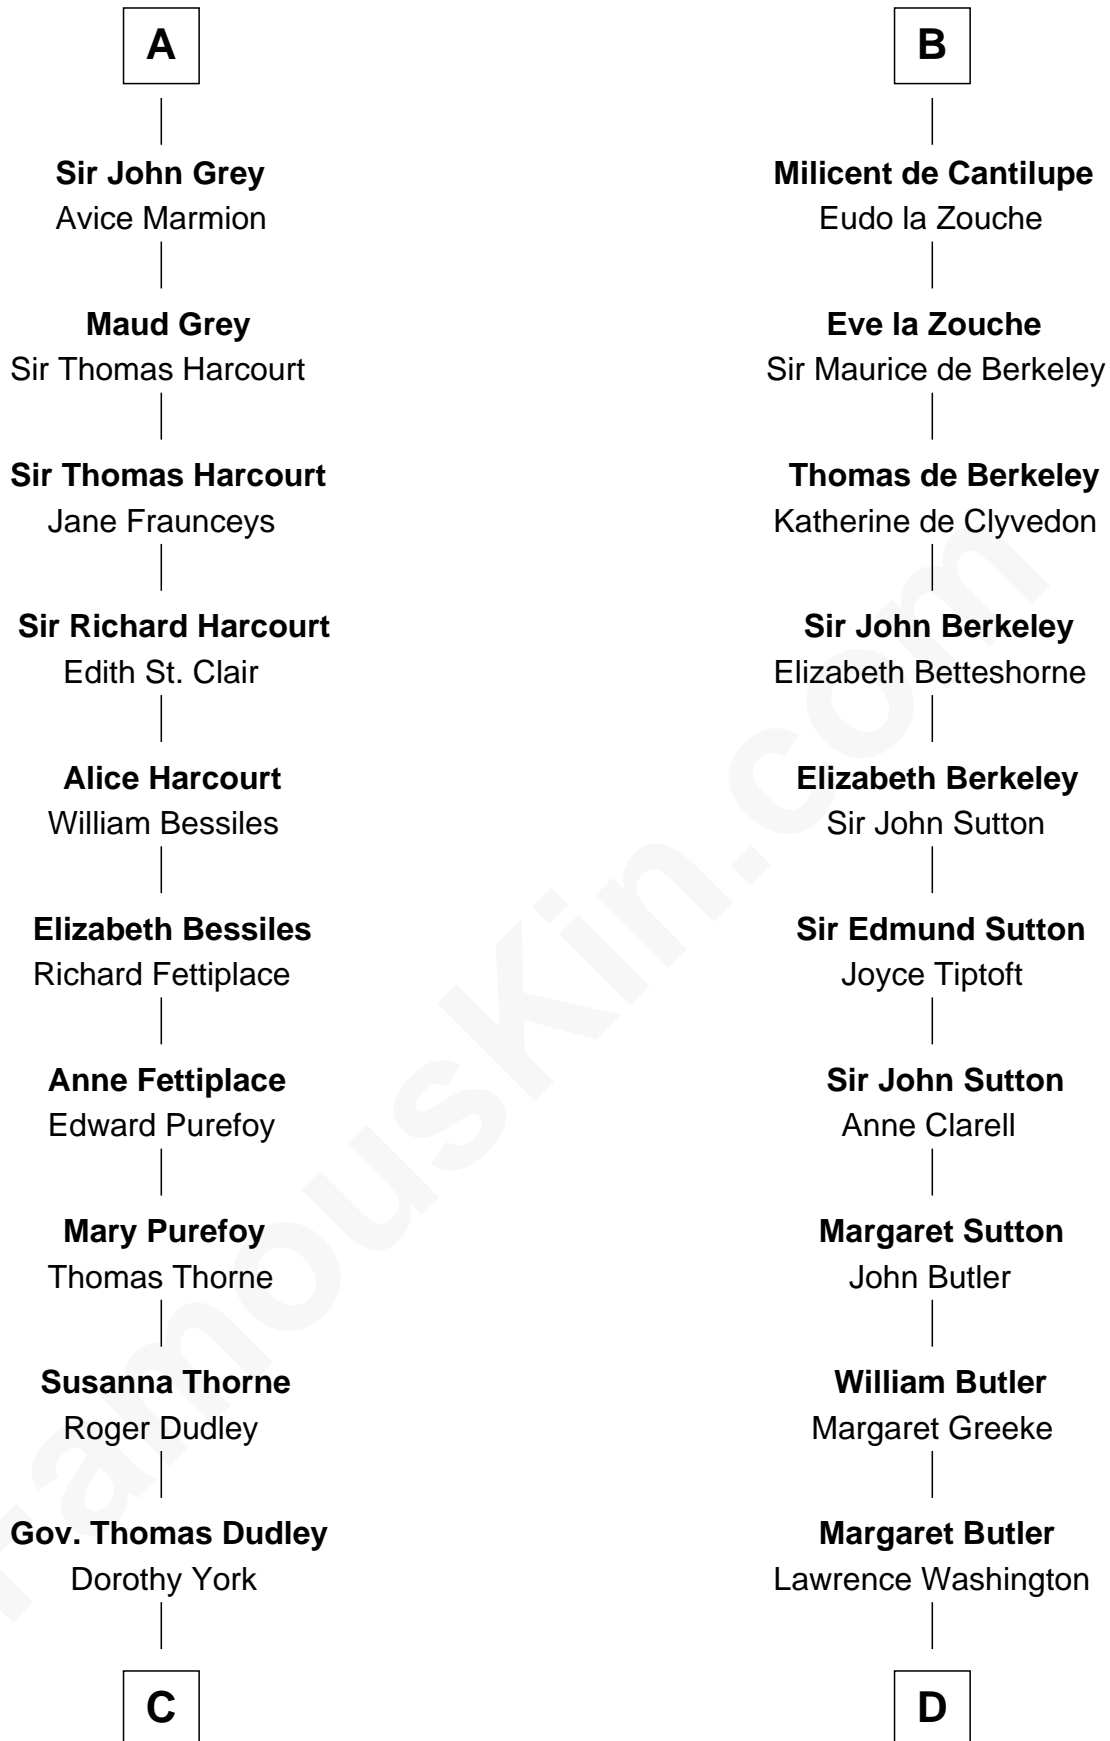 A
Sir John Grey
Avice Marmion
Maud Grey
Sir Thomas Harcourt
Sir Thomas Harcourt
Jane Fraunceys
Sir Richard Harcourt
Edith St. Clair
Alice Harcourt
William Bessiles
Elizabeth Bessiles
Richard Fettiplace
Anne Fettiplace
Edward Purefoy
Mary Purefoy
Thomas Thorne
Susanna Thorne
Roger Dudley
Gov. Thomas Dudley
Dorothy York
C
B
Milicent de Cantilupe
Eudo la Zouche
Eve la Zouche
Sir Maurice de Berkeley
Thomas de Berkeley
Katherine de Clyvedon
Sir John Berkeley
Elizabeth Betteshorne
Elizabeth Berkeley
Sir John Sutton
Sir Edmund Sutton
Joyce Tiptoft
Sir John Sutton
Anne Clarell
Margaret Sutton
John Butler
William Butler
Margaret Greeke
Margaret Butler
Lawrence Washington
D
FamousKin.com